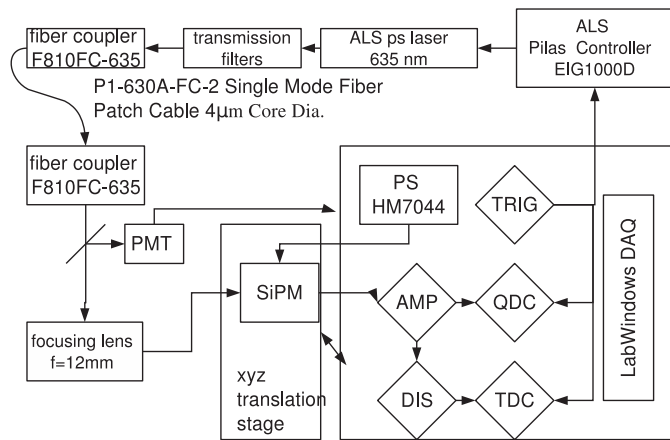 fiber coupler
F810FC-635
transmission
filters
ALS ps laser
635 nm
ALS
Pilas Controller
EIG1000D
P1-630A-FC-2 Single Mode Fiber
Patch Cable 4μm Core Dia.
fiber coupler
F810FC-635
PMT
focusing lens
f=12mm
SiPM
xyz
translation
stage
PS
HM7044
TRIG
AMP
QDC
DIS
TDC
LabWindows DAQ